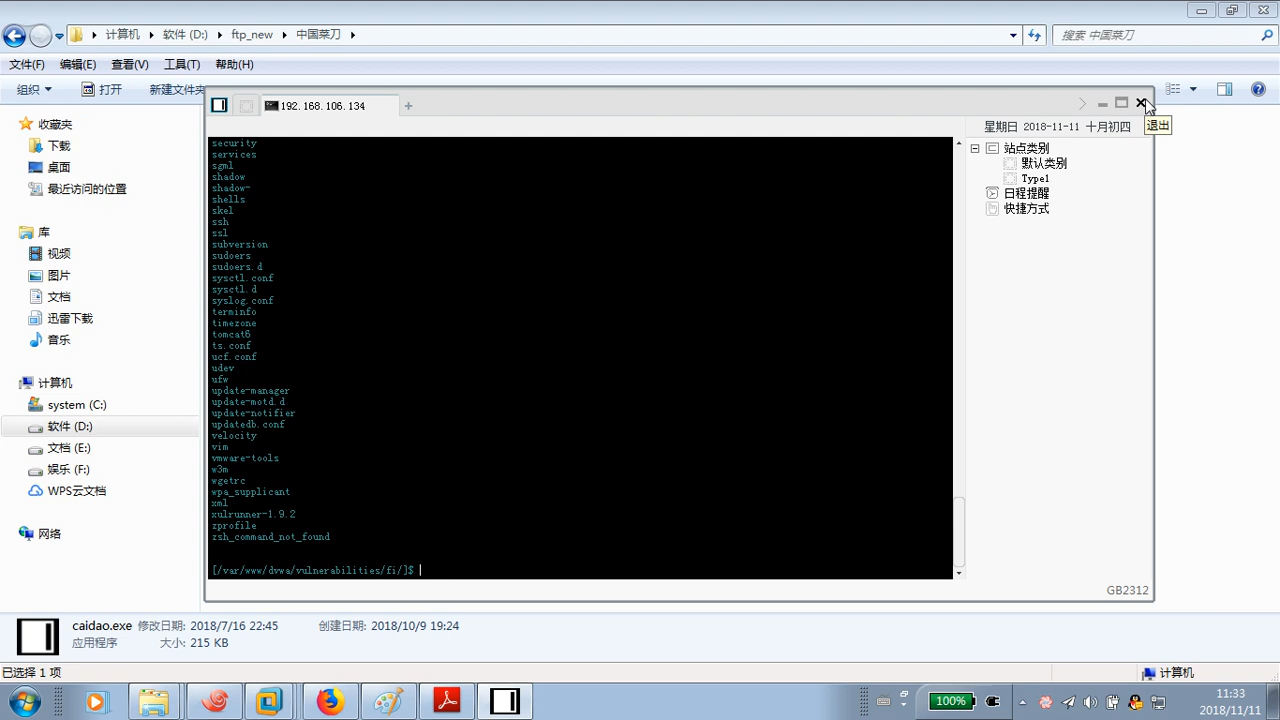 计算机 软件 (D:) ftp_new 中国菜刀
搜索 中国菜刀
文件(F) 编辑(E) 查看(V) 工具(T) 帮助(H)
组织 打开 新建文件夹
192.168.106.134
退出
星期日 2018-11-11 十月初四
站点类别
默认类别
Type1
日程提醒
快捷方式
收藏夹
下载
桌面
最近访问的位置
库
视频
图片
文档
迅雷下载
音乐
计算机
system (C:)
软件 (D:)
文档 (E:)
娱乐 (F:)
WPS云文档
网络
security
services
sgml
shadow
shadow-
shells
skel
ssh
ssl
subversion
sudoers
sudoers.d
sysctl.conf
sysctl.d
syslog.conf
terminfo
timezone
tomcat6
ts.conf
ucf.conf
udev
ufw
update-manager
update-motd.d
update-notifier
updatedb.conf
velocity
vim
vmware-tools
w3m
wgetrc
wpa_supplicant
xml
xulrunner-1.9.2
zprofile
zsh_command_not_found
[/var/www/dvwa/vulnerabilities/fi/]$
GB2312
caidao.exe 修改日期: 2018/7/16 22:45 创建日期: 2018/10/9 19:24
应用程序 大小: 215 KB
已选择 1 项 计算机
100%
11:33
2018/11/11